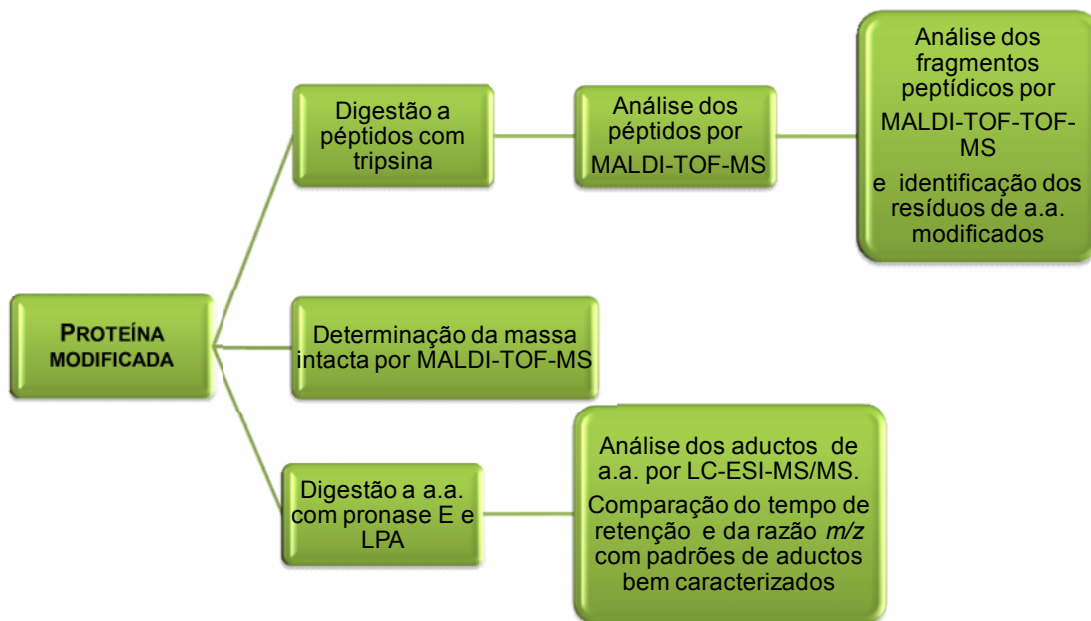 PROTEÍNA
MODIFICADA
Digestão a
péptidos com
tripsina
Análise dos
péptidos por
MALDI-TOF-MS
Análise dos
fragmentos
peptídicos por
MALDI-TOF-TOF-
MS
e identificação dos
resíduos de a.a.
modificados
Determinação da massa
intacta por MALDI-TOF-MS
Digestão a a.a.
com pronase E e
LPA
Análise dos aductos de
a.a. por LC-ESI-MS/MS.
Comparação do tempo de
retenção e da razão m/z
com padrões de aductos
bem caracterizados